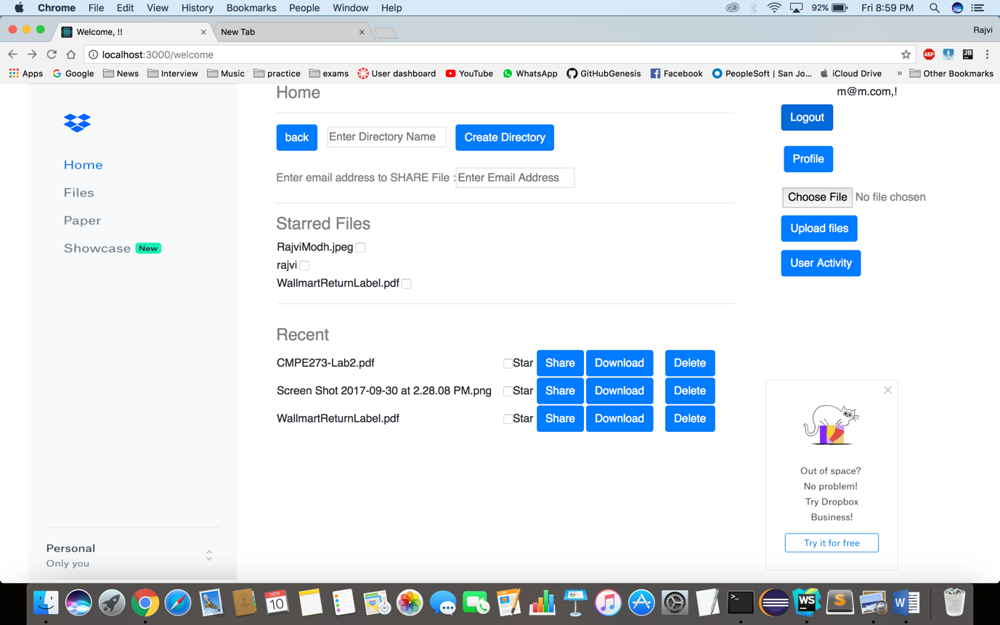 Chrome File Edit View History Bookmarks People Window Help 92% Fri 8:59 PM
Welcome, !! New Tab Rajvi
localhost:3000/welcome ABP JB
Apps Google News Interview Music practice exams User dashboard YouTube WhatsApp GitHubGenesis Facebook PeopleSoft | San Jo... iCloud Drive » Other Bookmarks
Home
Files
Paper
Showcase New
Personal
Only you
Home
back Enter Directory Name Create Directory
Enter email address to SHARE File : Enter Email Address
Starred Files
RajviModh.jpeg
rajvi
WallmartReturnLabel.pdf
Recent
CMPE273-Lab2.pdf Star Share Download Delete
Screen Shot 2017-09-30 at 2.28.08 PM.png Star Share Download Delete
WallmartReturnLabel.pdf Star Share Download Delete
m@m.com,!
Logout
Profile
Choose File No file chosen
Upload files
User Activity
Out of space?
No problem!
Try Dropbox
Business!
Try it for free
NOV
10
>_
WS
S
W